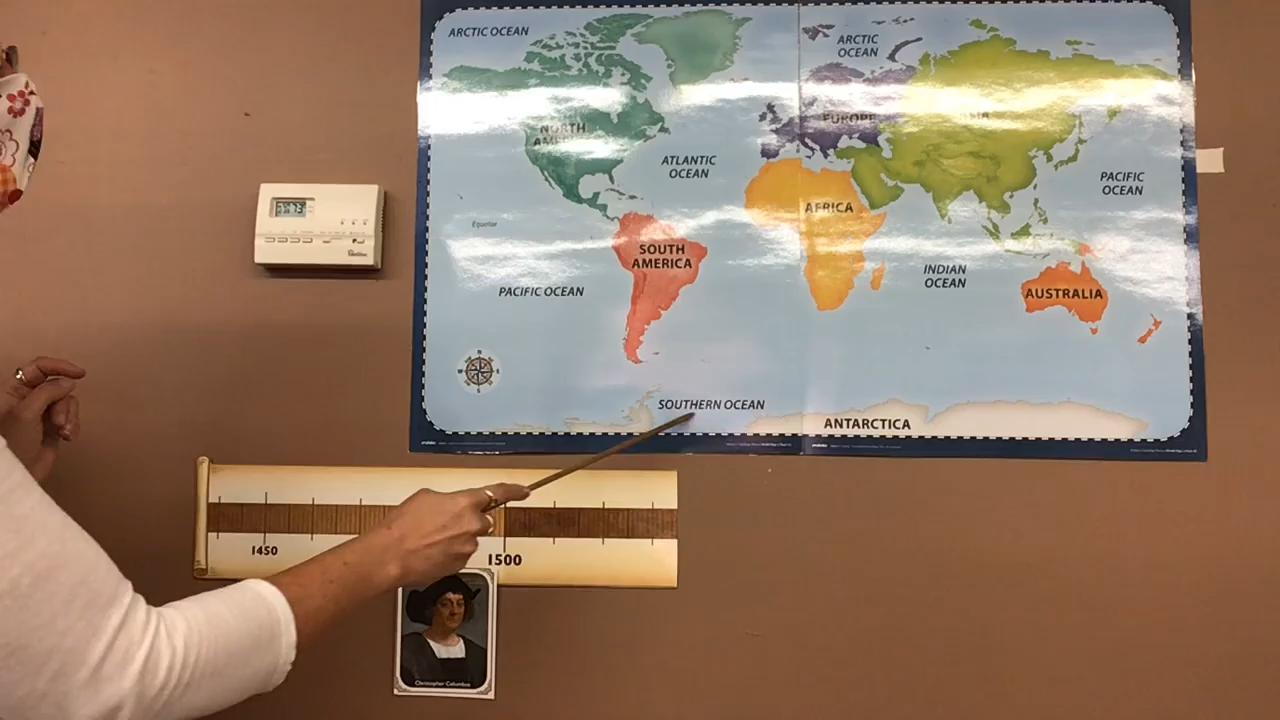 ARCTIC OCEAN
ARCTIC
OCEAN
NORTH
EUROPE
ATLANTIC
OCEAN
PACIFIC
OCEAN
AFRICA
Equator
SOUTH
AMERICA
INDIAN
OCEAN
PACIFIC OCEAN
AUSTRALIA
N
SOUTHERN OCEAN
ANTARCTICA
1450
1500
Christopher Columbus